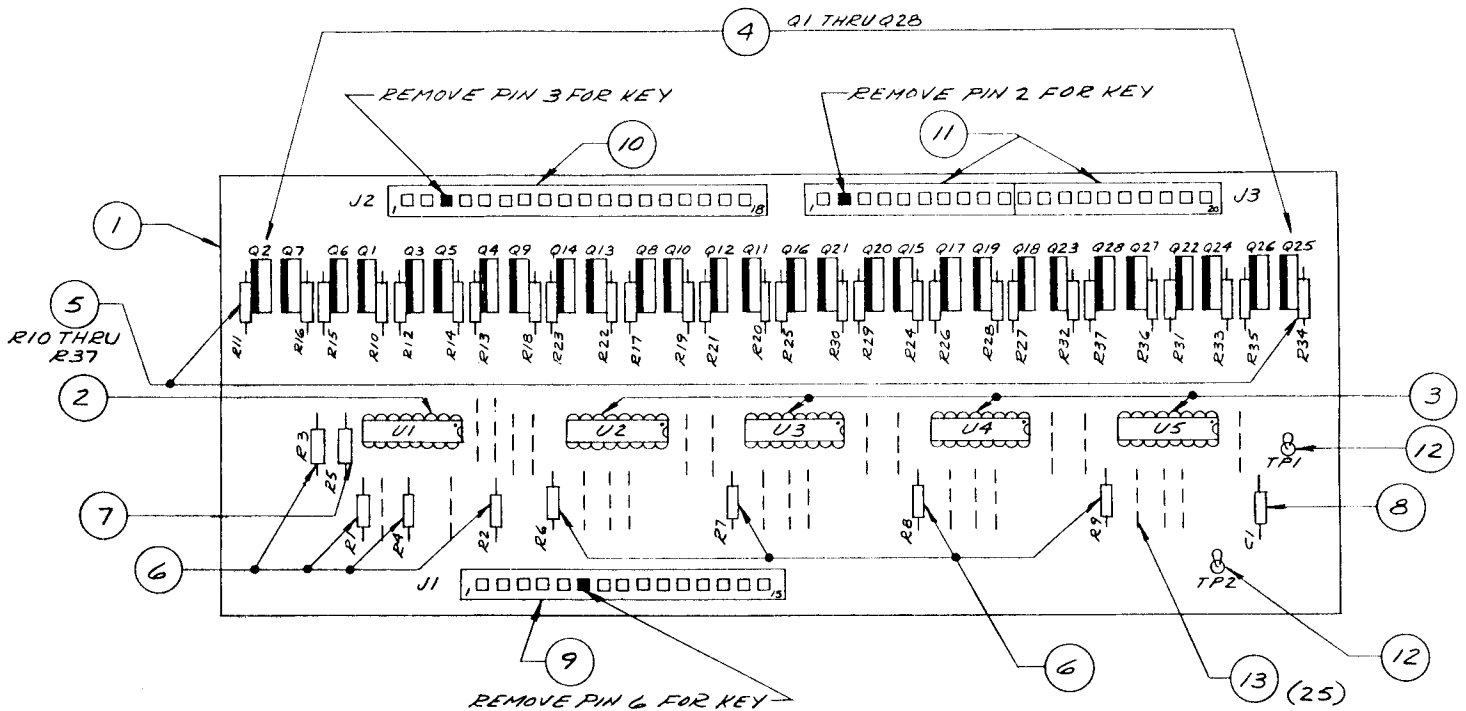 4 Q1 THRU Q28
REMOVE PIN 3 FOR KEY
REMOVE PIN 2 FOR KEY
10
11
J2 1 18
1 20 J3
1
Q2 Q7 Q6 Q1 Q3 Q5 Q4 Q9 Q14 Q13 Q8 Q10 Q12 Q11 Q16 Q21 Q20 Q15 Q17 Q19 Q18 Q23 Q28 Q27 Q22 Q24 Q26 Q25
5
R10 THRU
R37
R11 R16 R15 R10 R12 R14 R13 R18 R23 R22 R17 R19 R21 R20 R25 R30 R29 R24 R26 R28 R27 R32 R37 R36 R31 R33 R35 R34
2
3
U1 U2 U3 U4 U5
R3 R5
TP1
12
7
8
R1 R4 R2 R6 R7 R8 R9 C1
6
J1 1 15
TP2
9
6
13 (25)
12
REMOVE PIN 6 FOR KEY